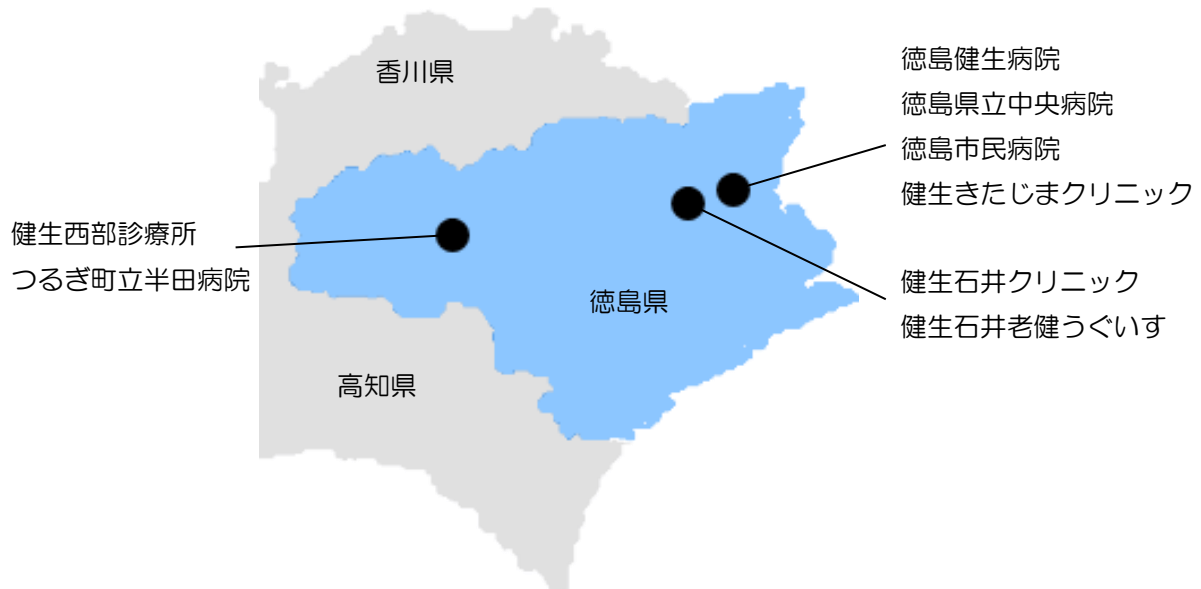 香川県
徳島健生病院
徳島県立中央病院
徳島市民病院
健生きたじまクリニック
健生西部診療所
つるぎ町立半田病院
徳島県
健生石井クリニック
健生石井老健うぐいす
高知県